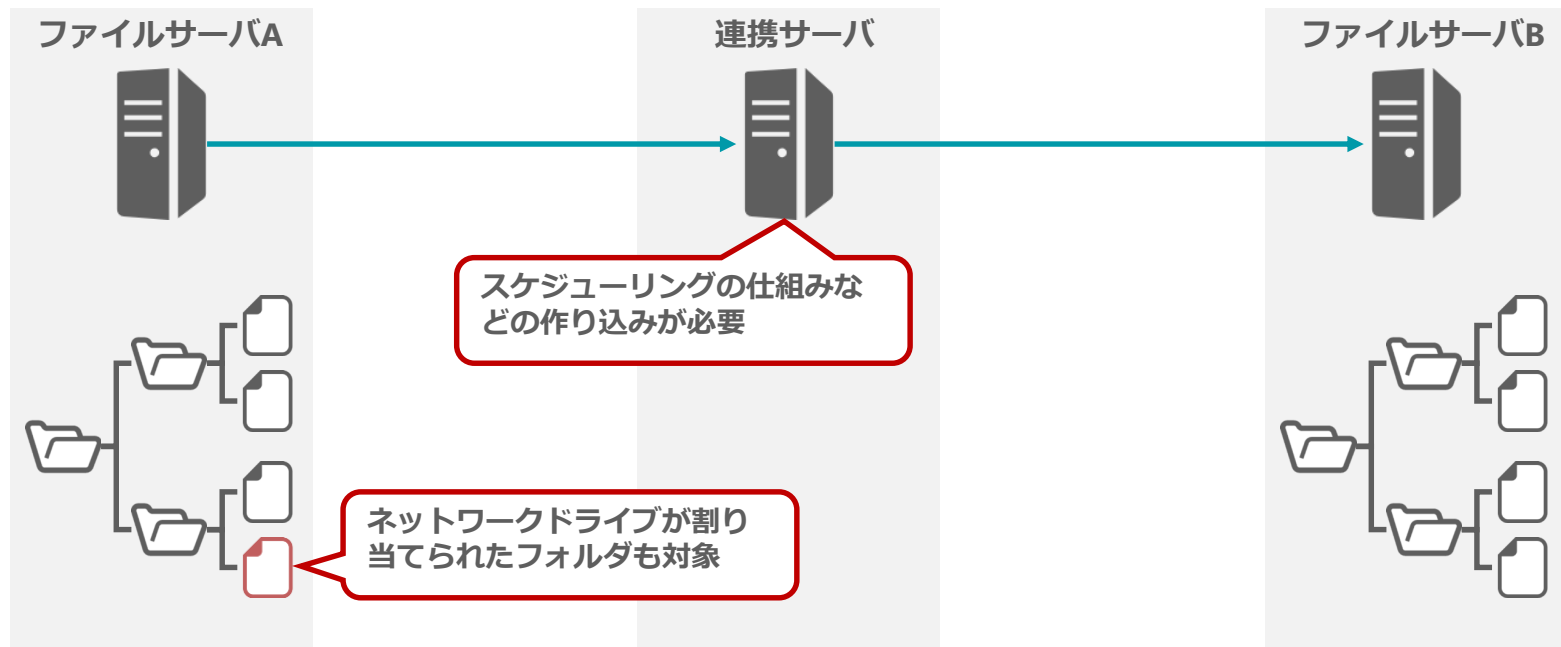 ファイルサーバA
連携サーバ
ファイルサーバB
スケジューリングの仕組みな
どの作り込みが必要
ネットワークドライブが割り
当てられたフォルダも対象